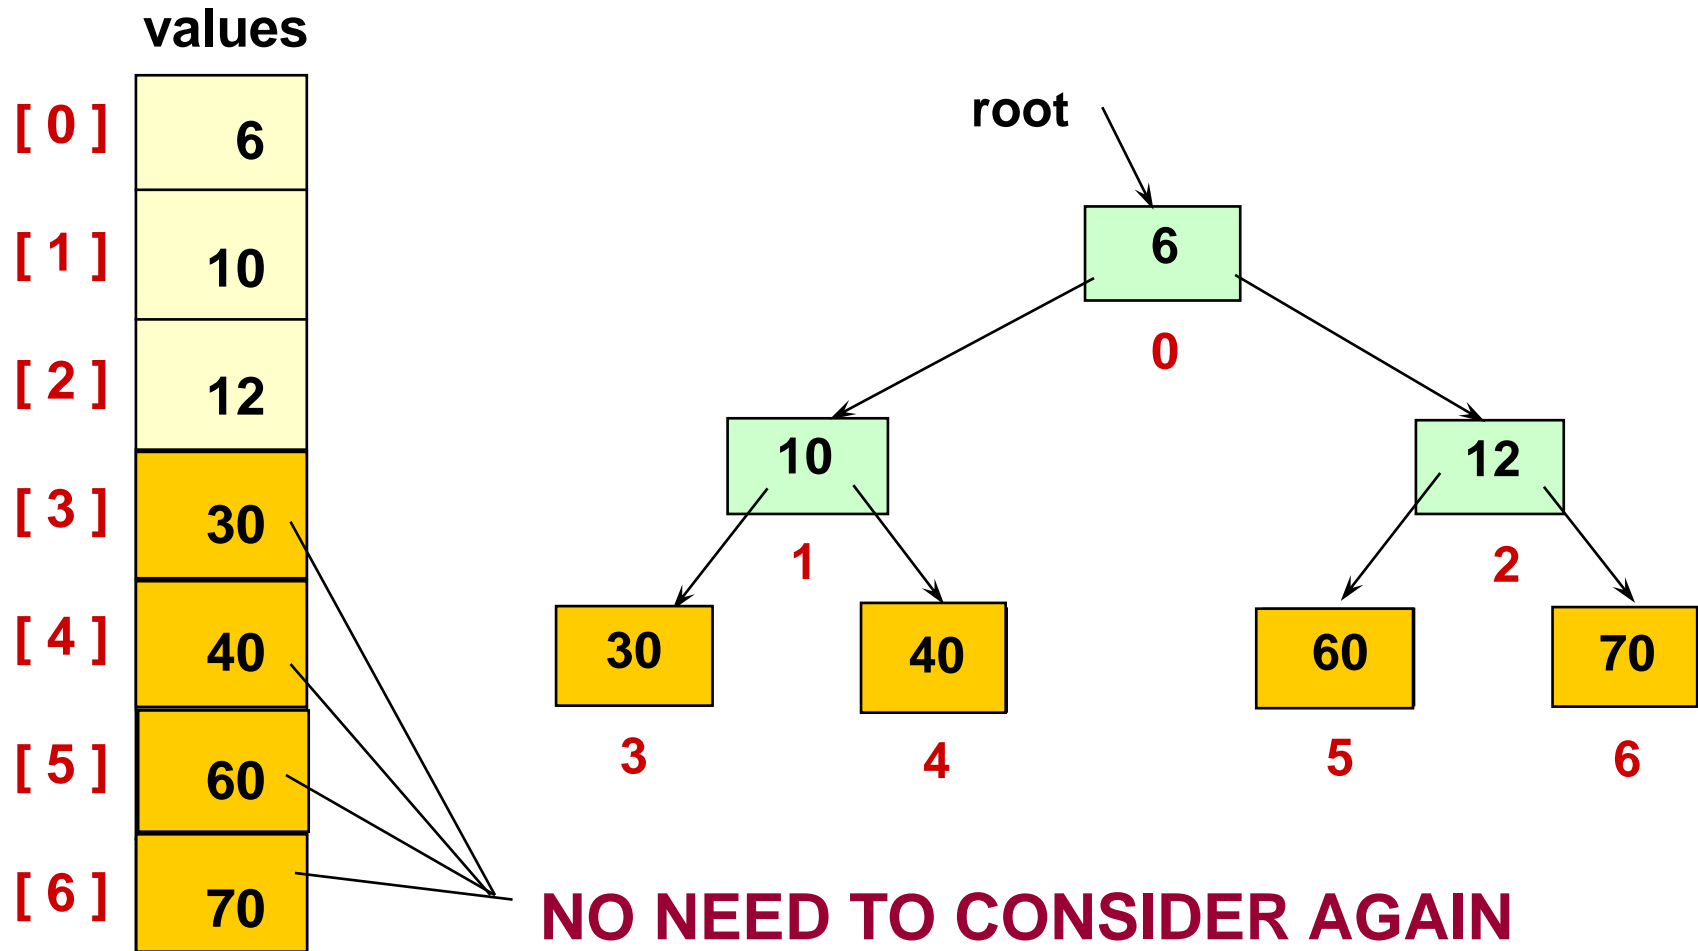 values
[ 0 ] 6
[ 1 ] 10
[ 2 ] 12
[ 3 ] 30
[ 4 ] 40
[ 5 ] 60
[ 6 ] 70
root
6
0
10 12
1 2
30 40 60 70
3 4 5 6
NO NEED TO CONSIDER AGAIN